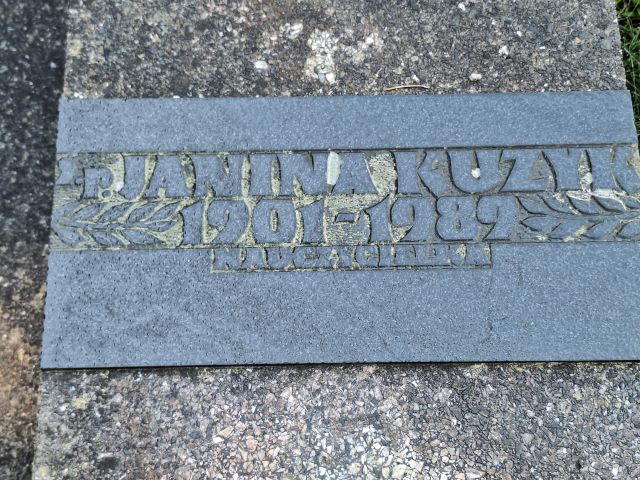 Ś.P. JANINA KUZYK
1901-1989
NAUCZYCIELKA